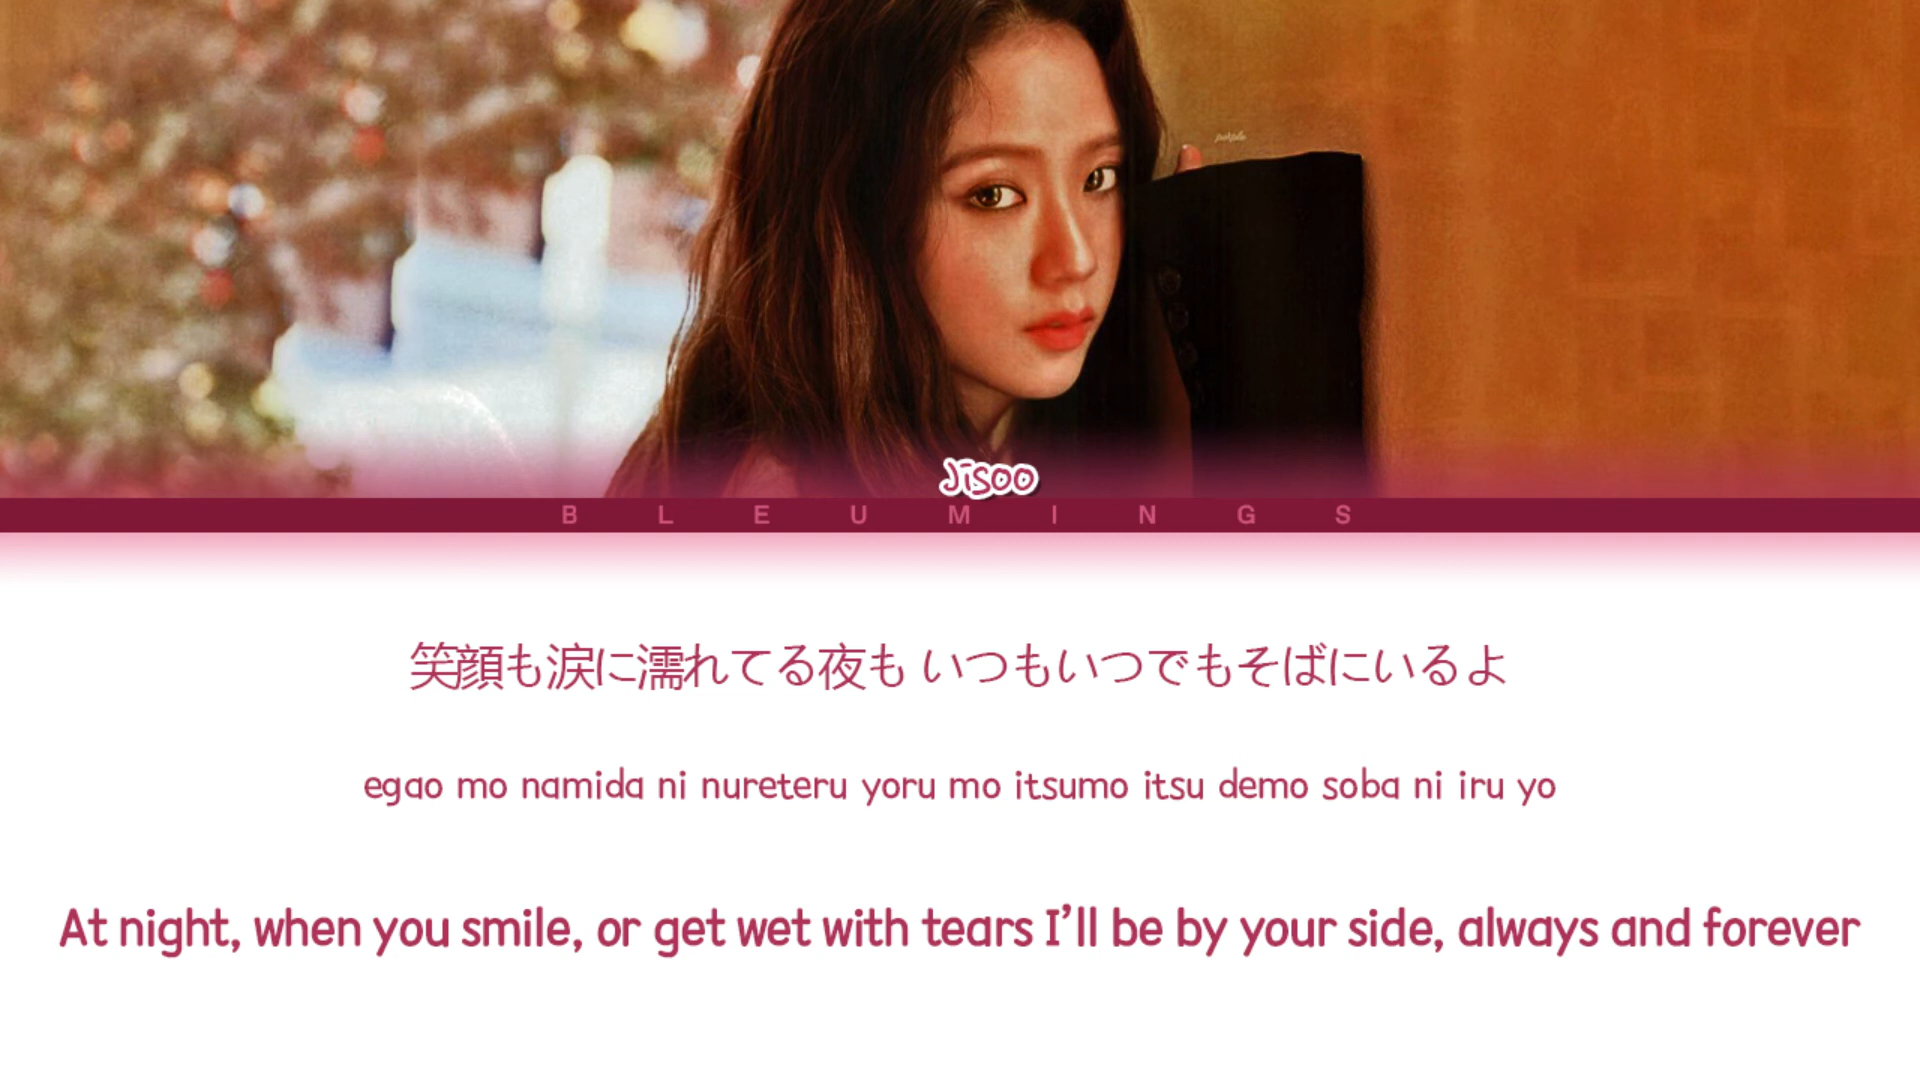 Jisoo
BLEUMINGS
笑顔も涙に濡れてる夜も いつもいつでもそばにいるよ
egao mo namida ni nureteru yoru mo itsumo itsu demo soba ni iru yo
At night, when you smile, or get wet with tears I'll be by your side, always and forever